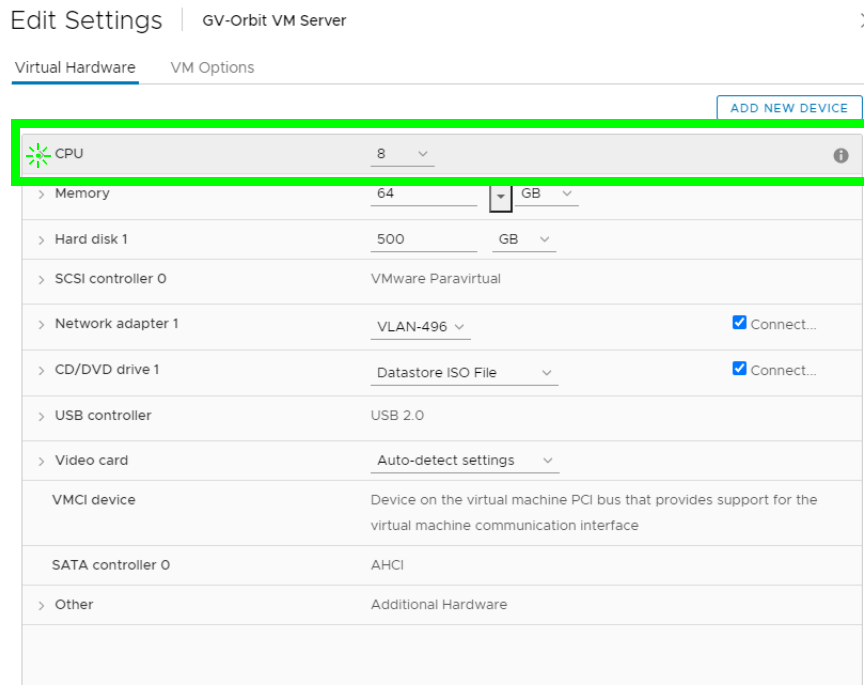 Edit Settings | GV-Orbit VM Server
Virtual Hardware VM Options
ADD NEW DEVICE
CPU 8
Memory 64 GB
Hard disk 1 500 GB
SCSI controller 0 VMware Paravirtual
Network adapter 1 VLAN-496 Connect...
CD/DVD drive 1 Datastore ISO File Connect...
USB controller USB 2.0
Video card Auto-detect settings
VMCI device Device on the virtual machine PCI bus that provides support for the
virtual machine communication interface
SATA controller 0 AHCI
Other Additional Hardware